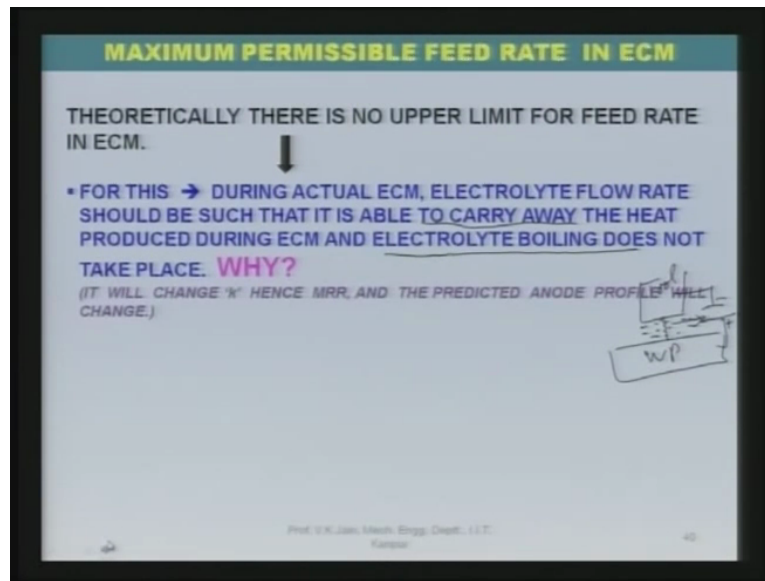 MAXIMUM PERMISSIBLE FEED RATE IN ECM
THEORETICALLY THERE IS NO UPPER LIMIT FOR FEED RATE
IN ECM.
▪ FOR THIS → DURING ACTUAL ECM, ELECTROLYTE FLOW RATE
SHOULD BE SUCH THAT IT IS ABLE TO CARRY AWAY THE HEAT
PRODUCED DURING ECM AND ELECTROLYTE BOILING DOES NOT
TAKE PLACE. WHY?
(IT WILL CHANGE 'k' HENCE MRR, AND THE PREDICTED ANODE PROFILE WILL
CHANGE.)
WP
Prof. V.K.Jain, Mech. Engg. Deptt., I.I.T.
Kanpur